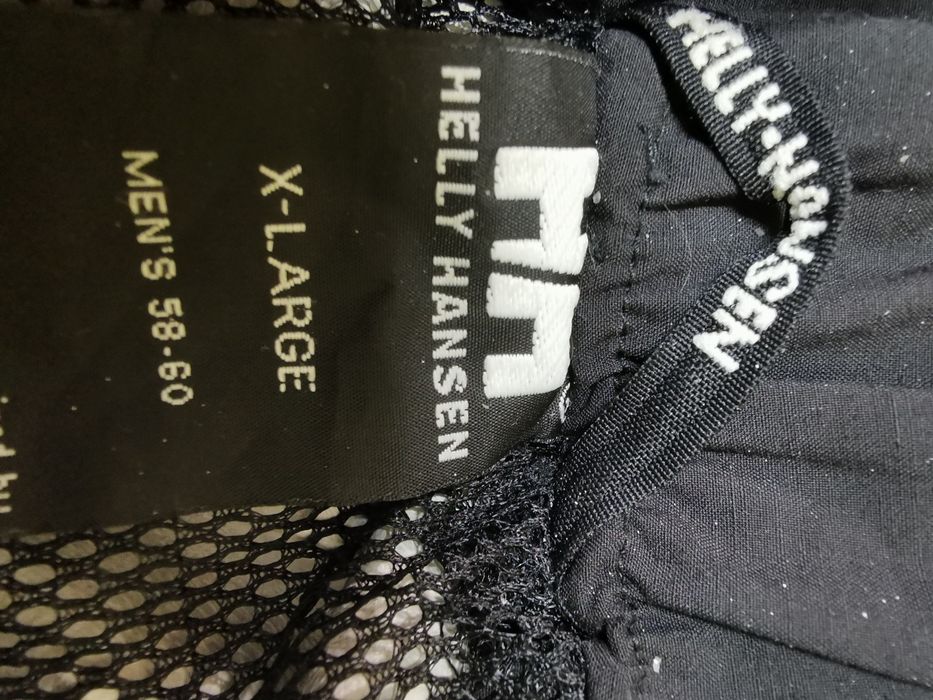 HELLY·HANSEN
HH
HELLY HANSEN
X-LARGE
MEN'S 58-60